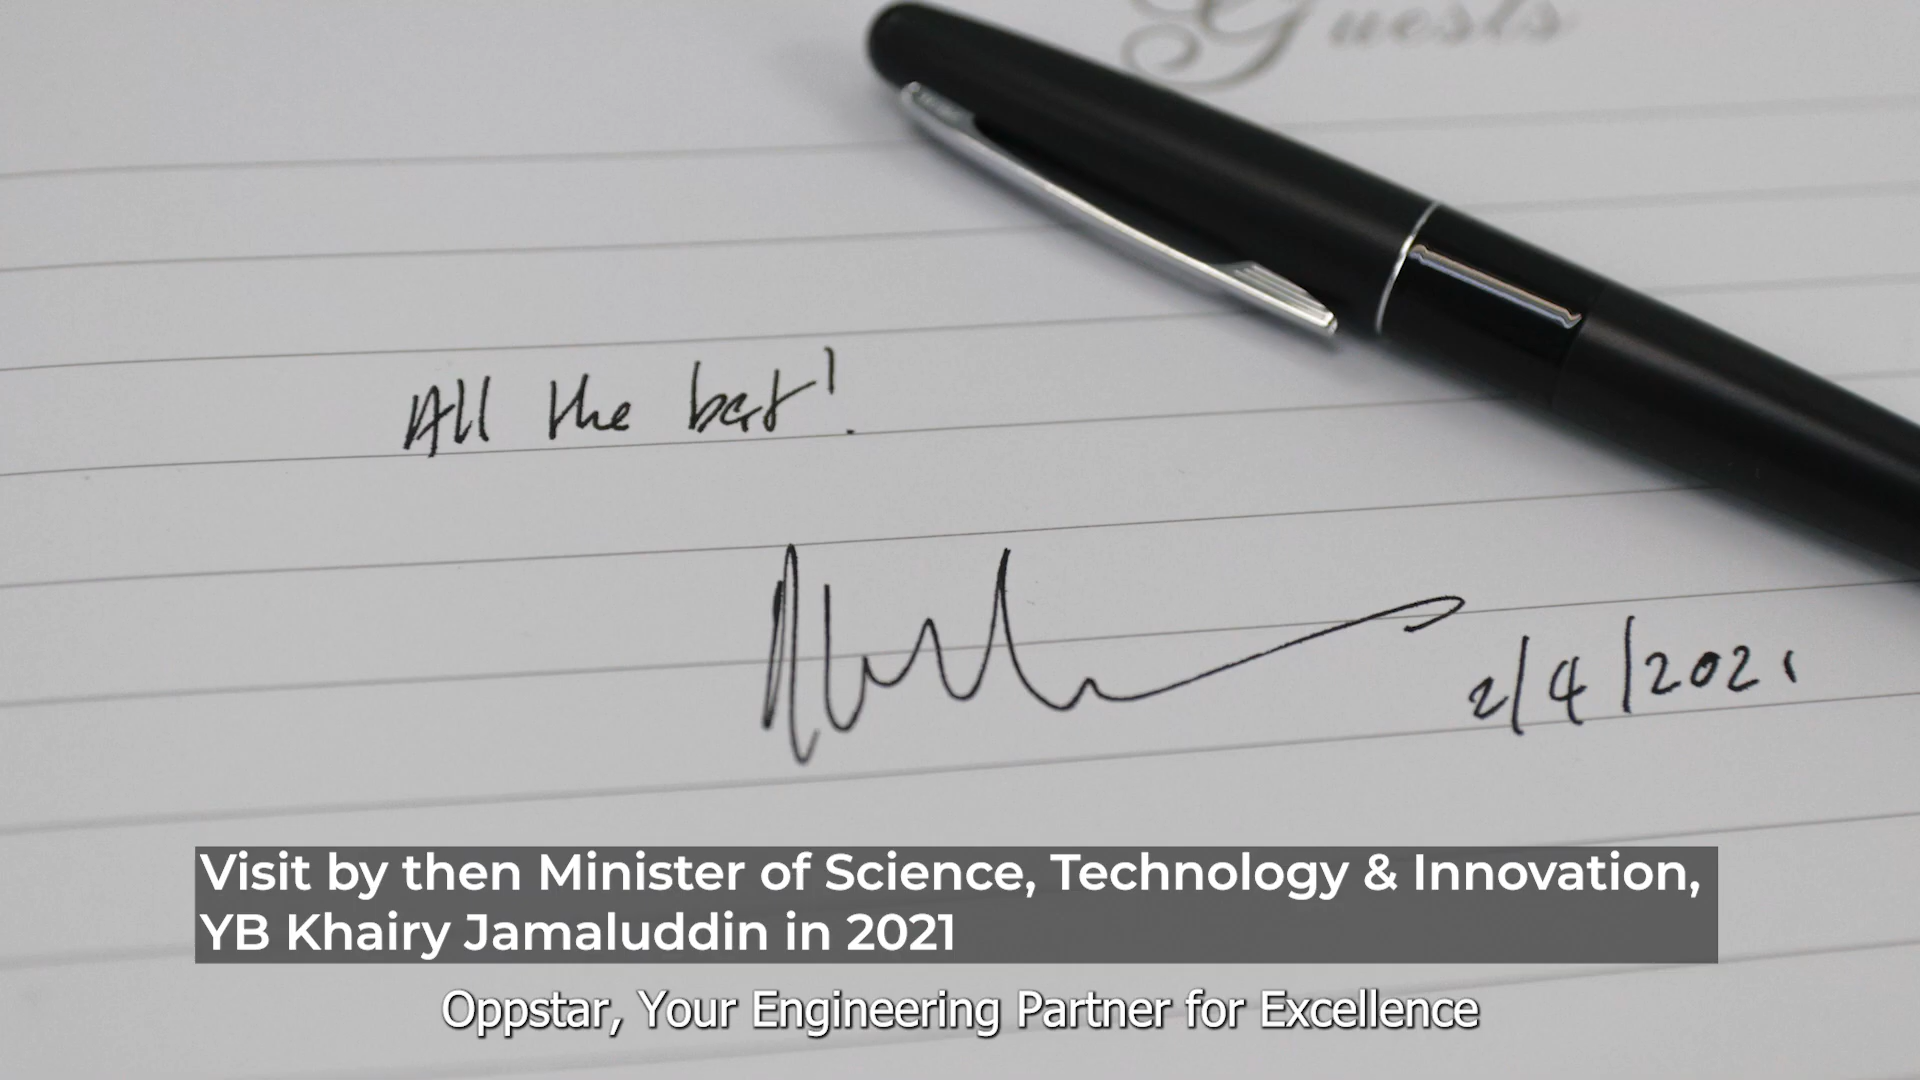 Guests
All the best!
2/4/2021
Visit by then Minister of Science, Technology & Innovation,
YB Khairy Jamaluddin in 2021
Oppstar, Your Engineering Partner for Excellence